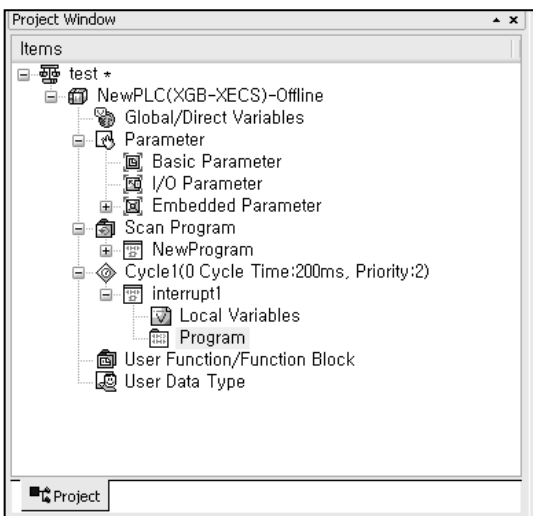 Project Window
Items
test *
NewPLC(XGB-XECS)-Offline
Global/Direct Variables
Parameter
Basic Parameter
I/O Parameter
Embedded Parameter
Scan Program
NewProgram
Cycle1(0 Cycle Time:200ms, Priority:2)
interrupt1
Local Variables
Program
User Function/Function Block
User Data Type
Project